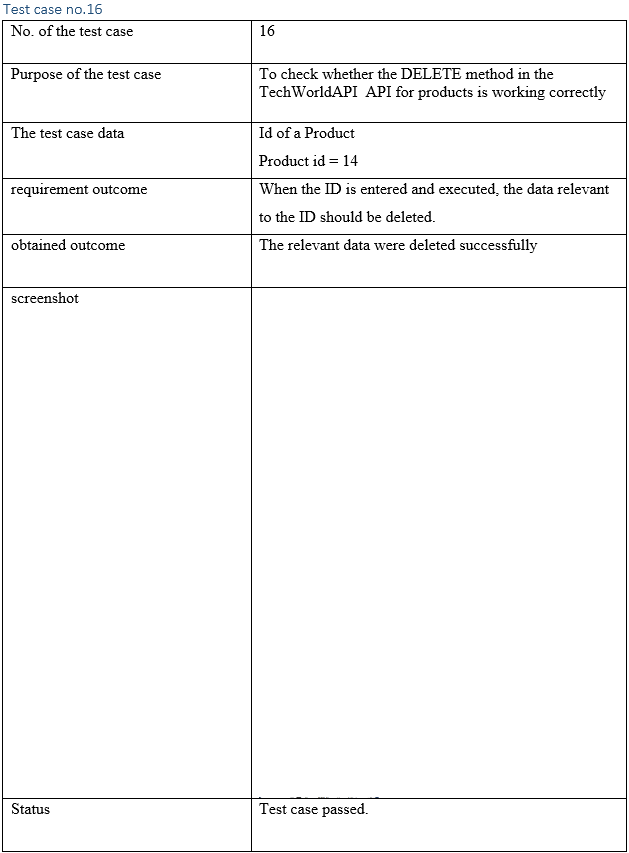 Test case no.16
No. of the test case
16
Purpose of the test case
To check whether the DELETE method in the
TechWorldAPI  API for products is working correctly
The test case data
Id of a Product
Product id = 14
requirement outcome
When the ID is entered and executed, the data relevant
to the ID should be deleted.
obtained outcome
The relevant data were deleted successfully
screenshot
Status
Test case passed.